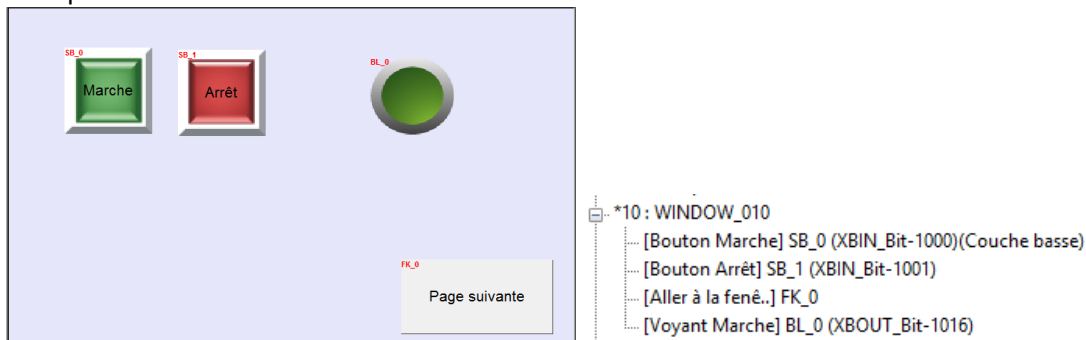 SB_0
SB_1
BL_0
Marche
Arrêt
FK_0
Page suivante
*10 : WINDOW_010
[Bouton Marche] SB_0 (XBIN_Bit-1000)(Couche basse)
[Bouton Arrêt] SB_1 (XBIN_Bit-1001)
[Aller à la fenê..] FK_0
[Voyant Marche] BL_0 (XBOUT_Bit-1016)